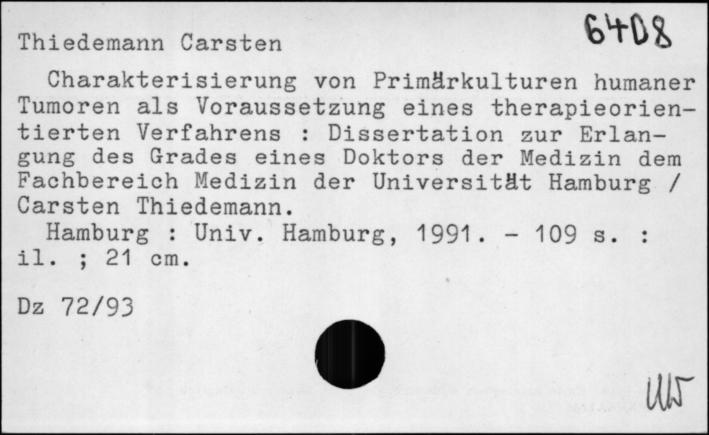 6408
Thiedemann Carsten
Charakterisierung von Primärkulturen humaner
Tumoren als Voraussetzung eines therapieorien-
tierten Verfahrens : Dissertation zur Erlan-
gung des Grades eines Doktors der Medizin dem
Fachbereich Medizin der Universität Hamburg /
Carsten Thiedemann.
Hamburg : Univ. Hamburg, 1991. - 109 s. :
il. ; 21 cm.
Dz 72/93